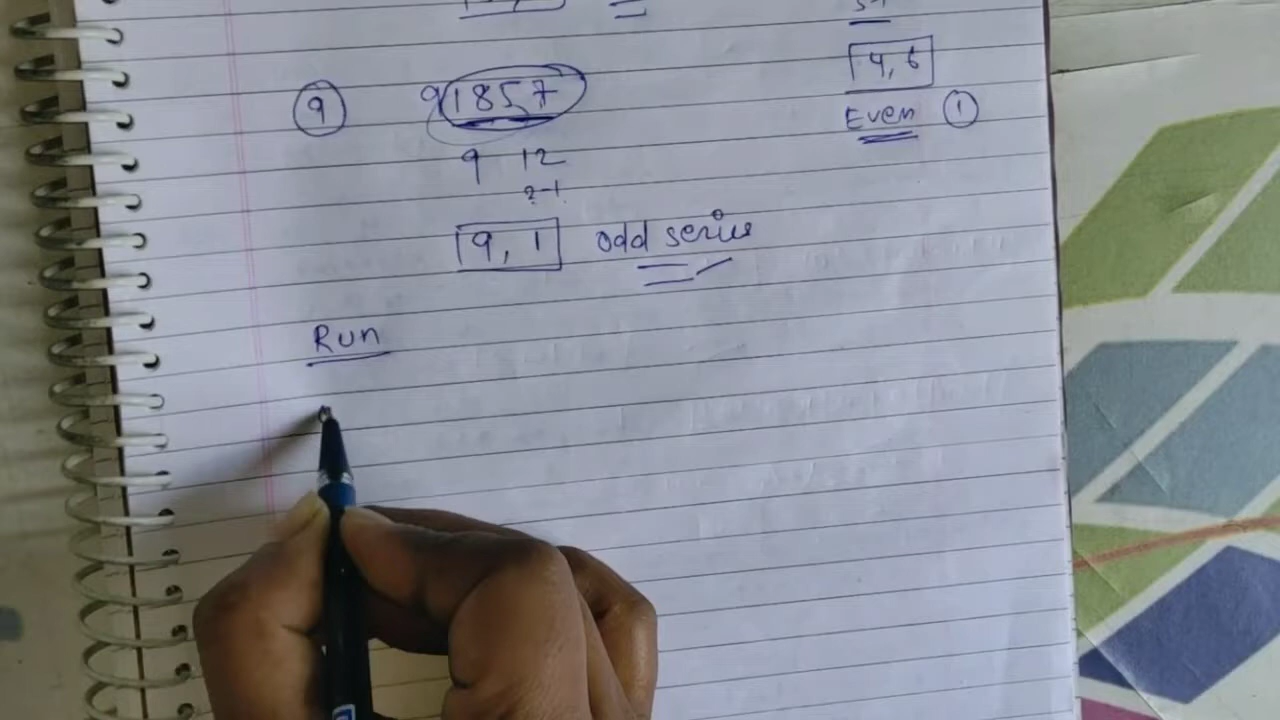 4,6
Even 1
9 91857
9 12
9, 1 odd series
Run